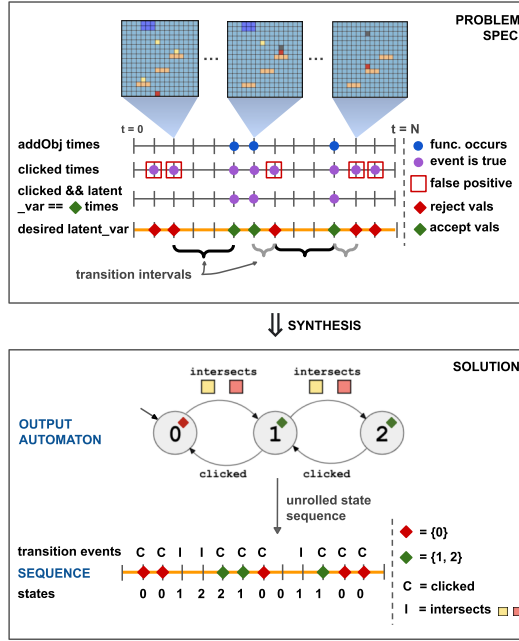 PROBLEM
SPEC
...
...
t = 0
t = N
addObj times
func. occurs
clicked times
event is true
false positive
clicked && latent
_var == times
reject vals
desired latent_var
accept vals
transition intervals
SYNTHESIS
SOLUTION
intersects
intersects
OUTPUT
AUTOMATON
0
1
2
clicked
clicked
unrolled state
sequence
transition events C C I I C C C I C C C
= {0}
= {1, 2}
SEQUENCE
C = clicked
states 0 0 1 2 2 1 0 0 1 1 0 0
I = intersects